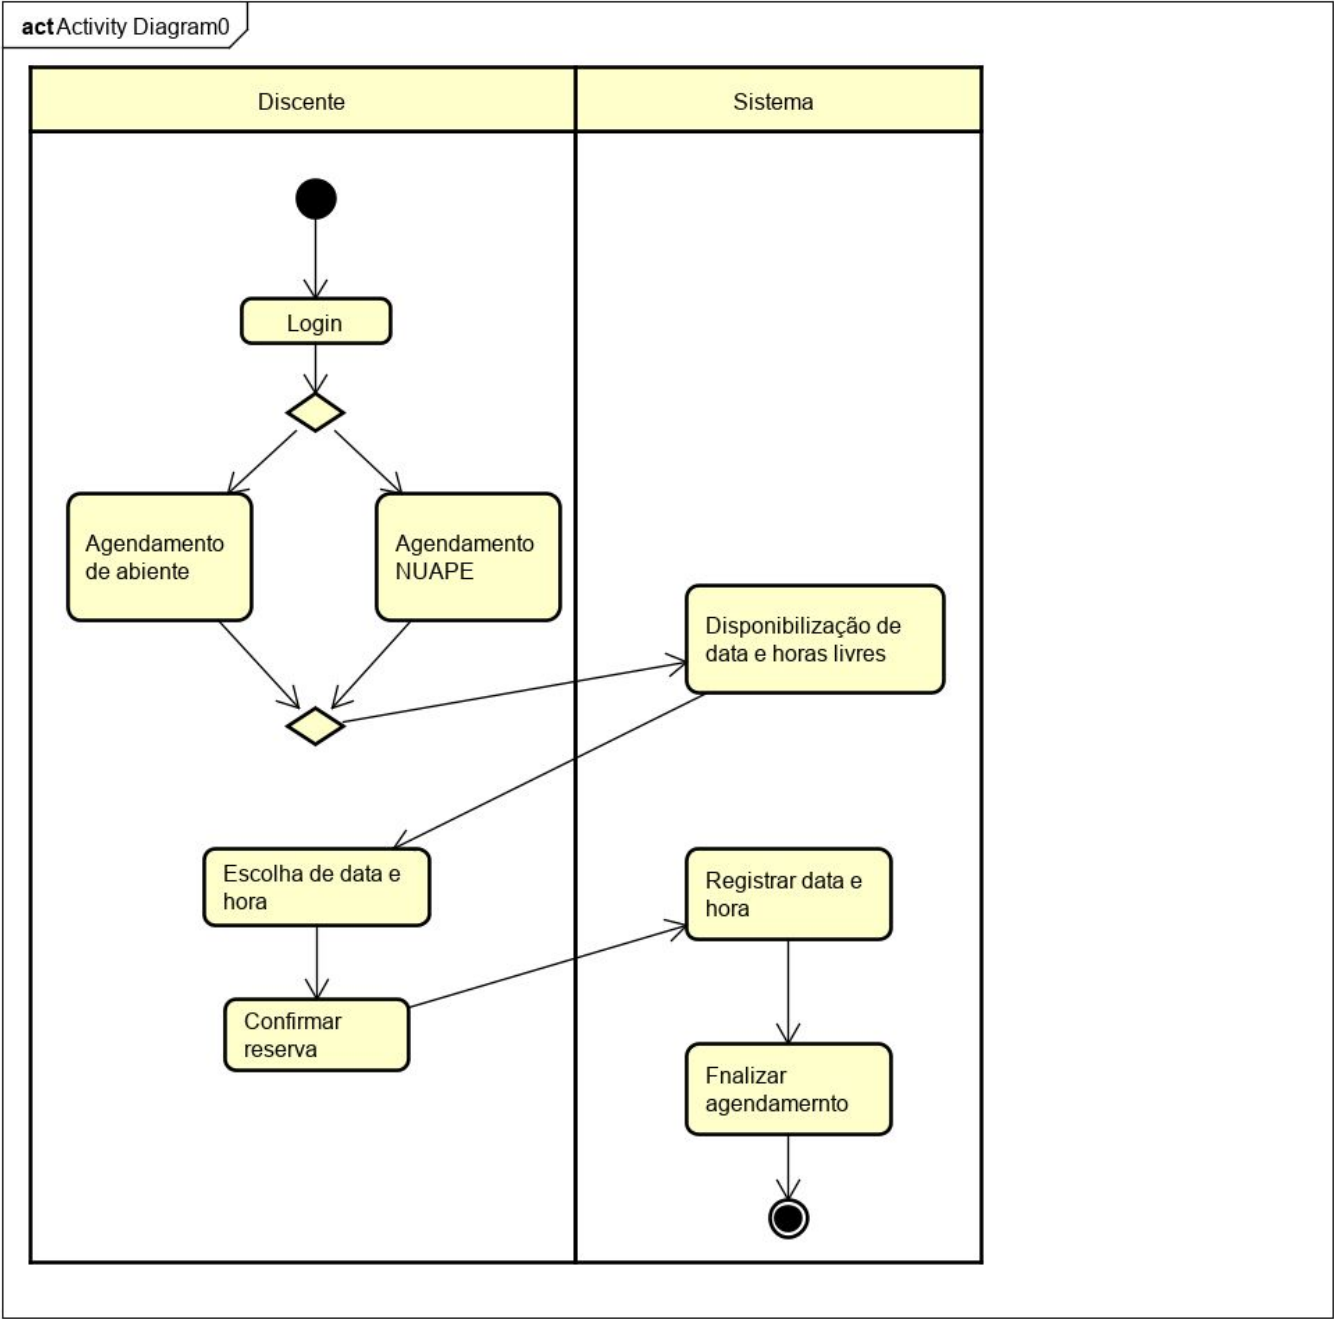 act Activity Diagram0
Discente
Sistema
Login
Agendamento
de abiente
Agendamento
NUAPE
Disponibilização de
data e horas livres
Escolha de data e
hora
Registrar data e
hora
Confirmar
reserva
Fnalizar
agendamernto